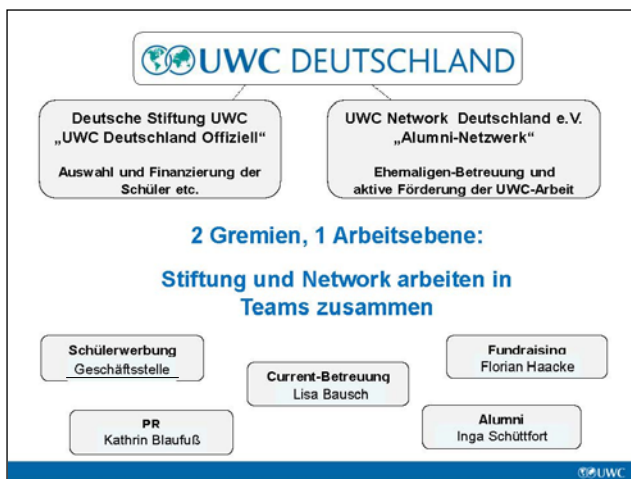 UWC DEUTSCHLAND
Deutsche Stiftung UWC
„UWC Deutschland Offiziell“
Auswahl und Finanzierung der
Schüler etc.
UWC Network Deutschland e.V.
„Alumni-Netzwerk“
Ehemaligen-Betreuung und
aktive Förderung der UWC-Arbeit
2 Gremien, 1 Arbeitsebene:
Stiftung und Network arbeiten in
Teams zusammen
Schülerwerbung
Geschäftsstelle
Current-Betreuung
Lisa Bausch
Fundraising
Florian Haacke
PR
Kathrin Blaufuß
Alumni
Inga Schüttfort
UWC